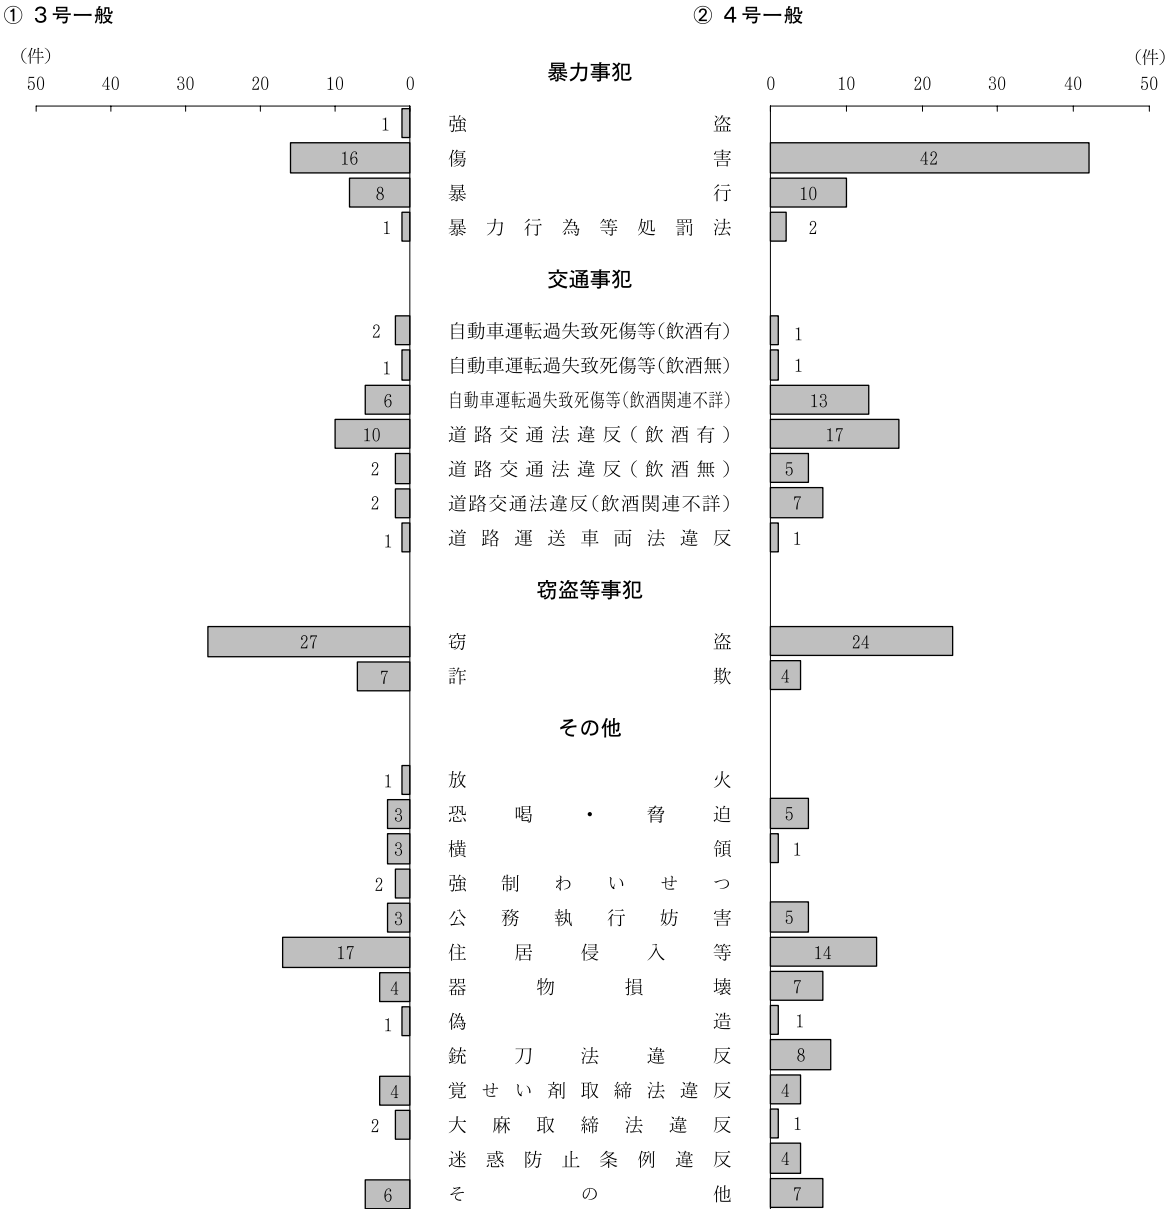 ① 3号一般 ② 4号一般
(件) (件)
50 40 30 20 10 0 暴力事犯 0 10 20 30 40 50
1 強盗
16 傷害 42
8 暴行 10
1 暴力行為等処罰法 2
交通事犯
2 自動車運転過失致死傷等(飲酒有) 1
1 自動車運転過失致死傷等(飲酒無) 1
6 自動車運転過失致死傷等(飲酒関連不詳) 13
10 道路交通法違反(飲酒有) 17
2 道路交通法違反(飲酒無) 5
2 道路交通法違反(飲酒関連不詳) 7
1 道路運送車両法違反 1
窃盗等事犯
27 窃盗 24
7 詐欺 4
その他
1 放火
3 恐喝・脅迫 5
3 横領 1
2 強制わいせつ
3 公務執行妨害 5
17 住居侵入等 14
4 器物損壊 7
1 偽造 1
銃刀法違反 8
4 覚せい剤取締法違反 4
2 大麻取締法違反 1
迷惑防止条例違反 4
6 その他 7